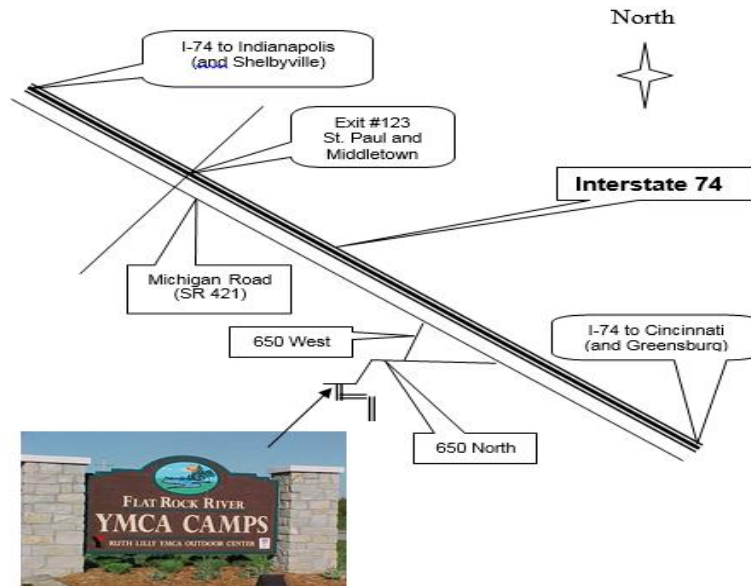 North
I-74 to Indianapolis
(and Shelbyville)
Exit #123
St. Paul and
Middletown
Interstate 74
Michigan Road
(SR 421)
650 West
I-74 to Cincinnati
(and Greensburg)
650 North
FLAT ROCK RIVER
YMCA CAMPS
RUTH LILLY YMCA OUTDOOR CENTER